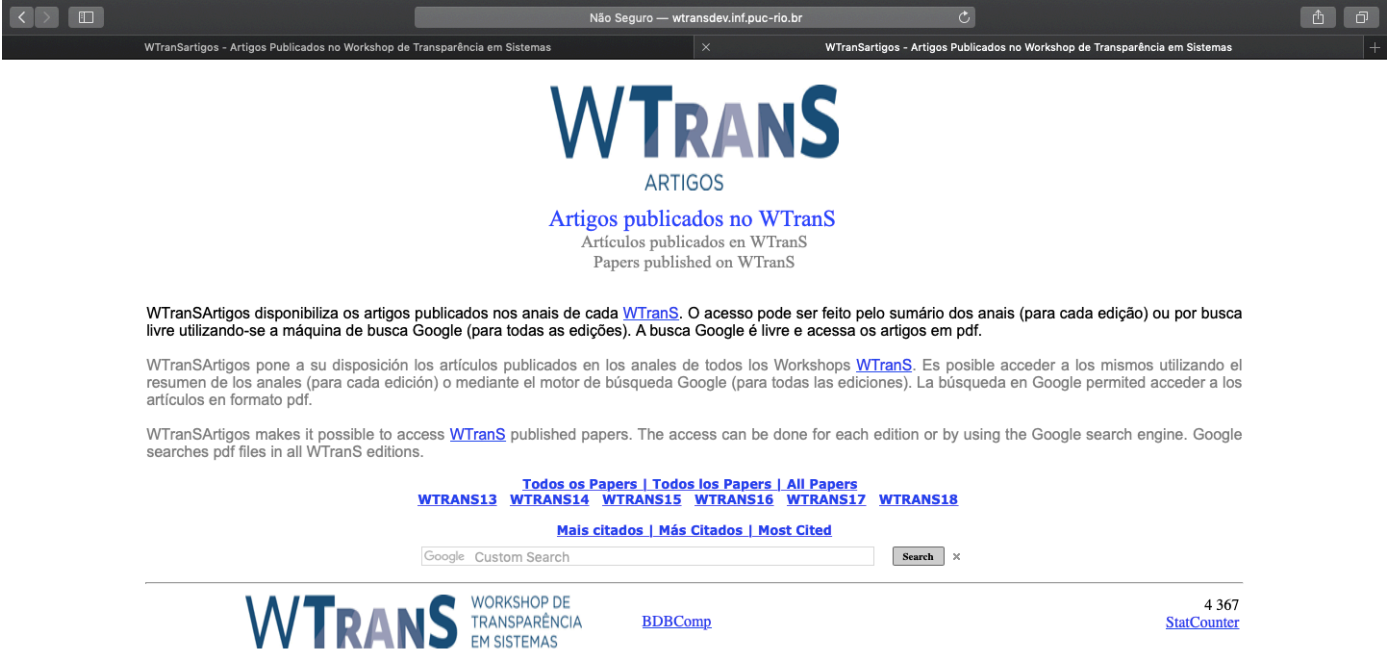 Não Seguro — wtransdev.inf.puc-rio.br
WTranSartigos - Artigos Publicados no Workshop de Transparência em Sistemas
WTranSartigos - Artigos Publicados no Workshop de Transparência em Sistemas
WTRANS
ARTIGOS
Artigos publicados no WTranS
Artículos publicados en WTranS
Papers published on WTranS
WTranSArtigos disponibiliza os artigos publicados nos anais de cada WTranS. O acesso pode ser feito pelo sumário dos anais (para cada edição) ou por busca
livre utilizando-se a máquina de busca Google (para todas as edições). A busca Google é livre e acessa os artigos em pdf.
WTranSArtigos pone a su disposición los artículos publicados en los anales de todos los Workshops WTranS. Es posible acceder a los mismos utilizando el
resumen de los anales (para cada edición) o mediante el motor de búsqueda Google (para todas las ediciones). La búsqueda en Google permited acceder a los
artículos en formato pdf.
WTranSArtigos makes it possible to access WTranS published papers. The access can be done for each edition or by using the Google search engine. Google
searches pdf files in all WTranS editions.
Todos os Papers | Todos los Papers | All Papers
WTRANS13 WTRANS14 WTRANS15 WTRANS16 WTRANS17 WTRANS18
Mais citados | Más Citados | Most Cited
Google Custom Search Search ×
WTRANS
WORKSHOP DE
TRANSPARÊNCIA
EM SISTEMAS
BDBComp
4 367
StatCounter